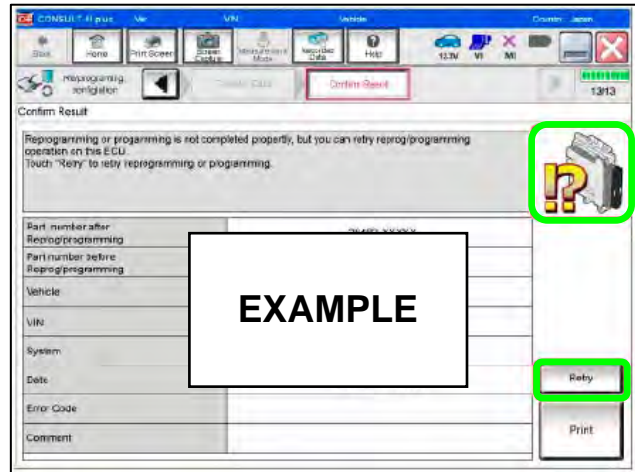 CONSULT-III plus Ver VIN Vehicle Country Japan
Back Home Print Screen Screen Capture Measurement Mode Recorded Data Help 12.1V VI MI
Confirm Result 13/13
Confirm Result
Reprogramming or progarmming is not completed properly, but you can retry reprog/programming
operation on this ECU.
Touch "Retry" to retry reprogramming or programming.
!?
Part number after
Reprog/programming
Part number before
Reprog/programming
Vehicle
EXAMPLE
VIN
System
Date
Retry
Error Code
Comment
Print